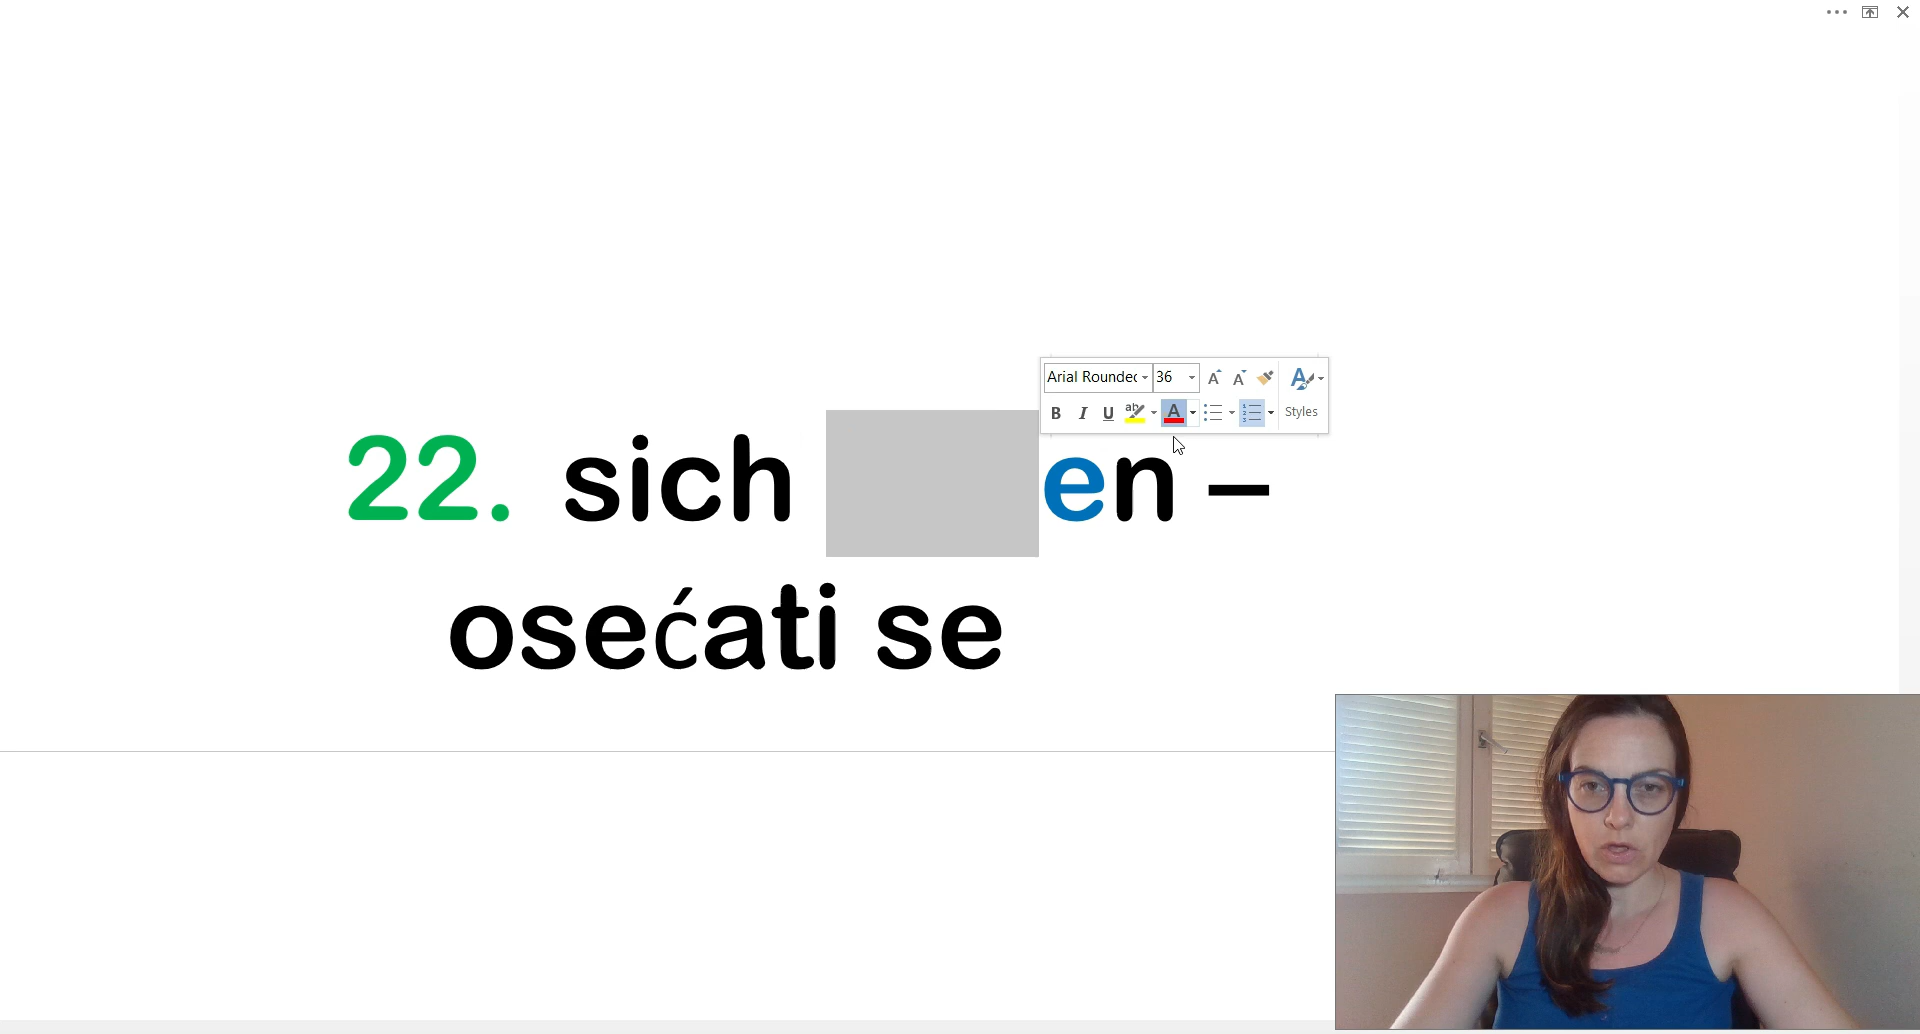 Arial Rounded 36
B I U Styles
22. sich en –
osećati se